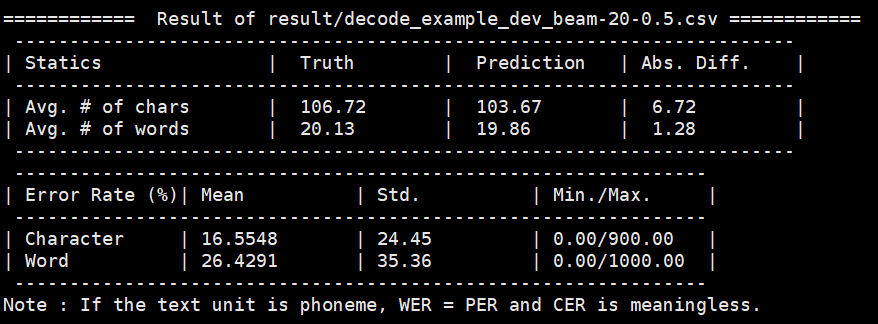 ============  Result of result/decode_example_dev_beam-20-0.5.csv ============
 -----------------------------------------------------------------------
| Statics               |  Truth        |  Prediction   | Abs. Diff.    |
 -----------------------------------------------------------------------
| Avg. # of chars       |  106.72       |  103.67       |  6.72         |
| Avg. # of words       |  20.13        |  19.86        |  1.28         |
 -----------------------------------------------------------------------
 ---------------------------------------------------------------
| Error Rate (%)| Mean          | Std.          | Min./Max.     |
 ---------------------------------------------------------------
| Character     | 16.5548       | 24.45         | 0.00/900.00   |
| Word          | 26.4291       | 35.36         | 0.00/1000.00  |
 ---------------------------------------------------------------
Note : If the text unit is phoneme, WER = PER and CER is meaningless.